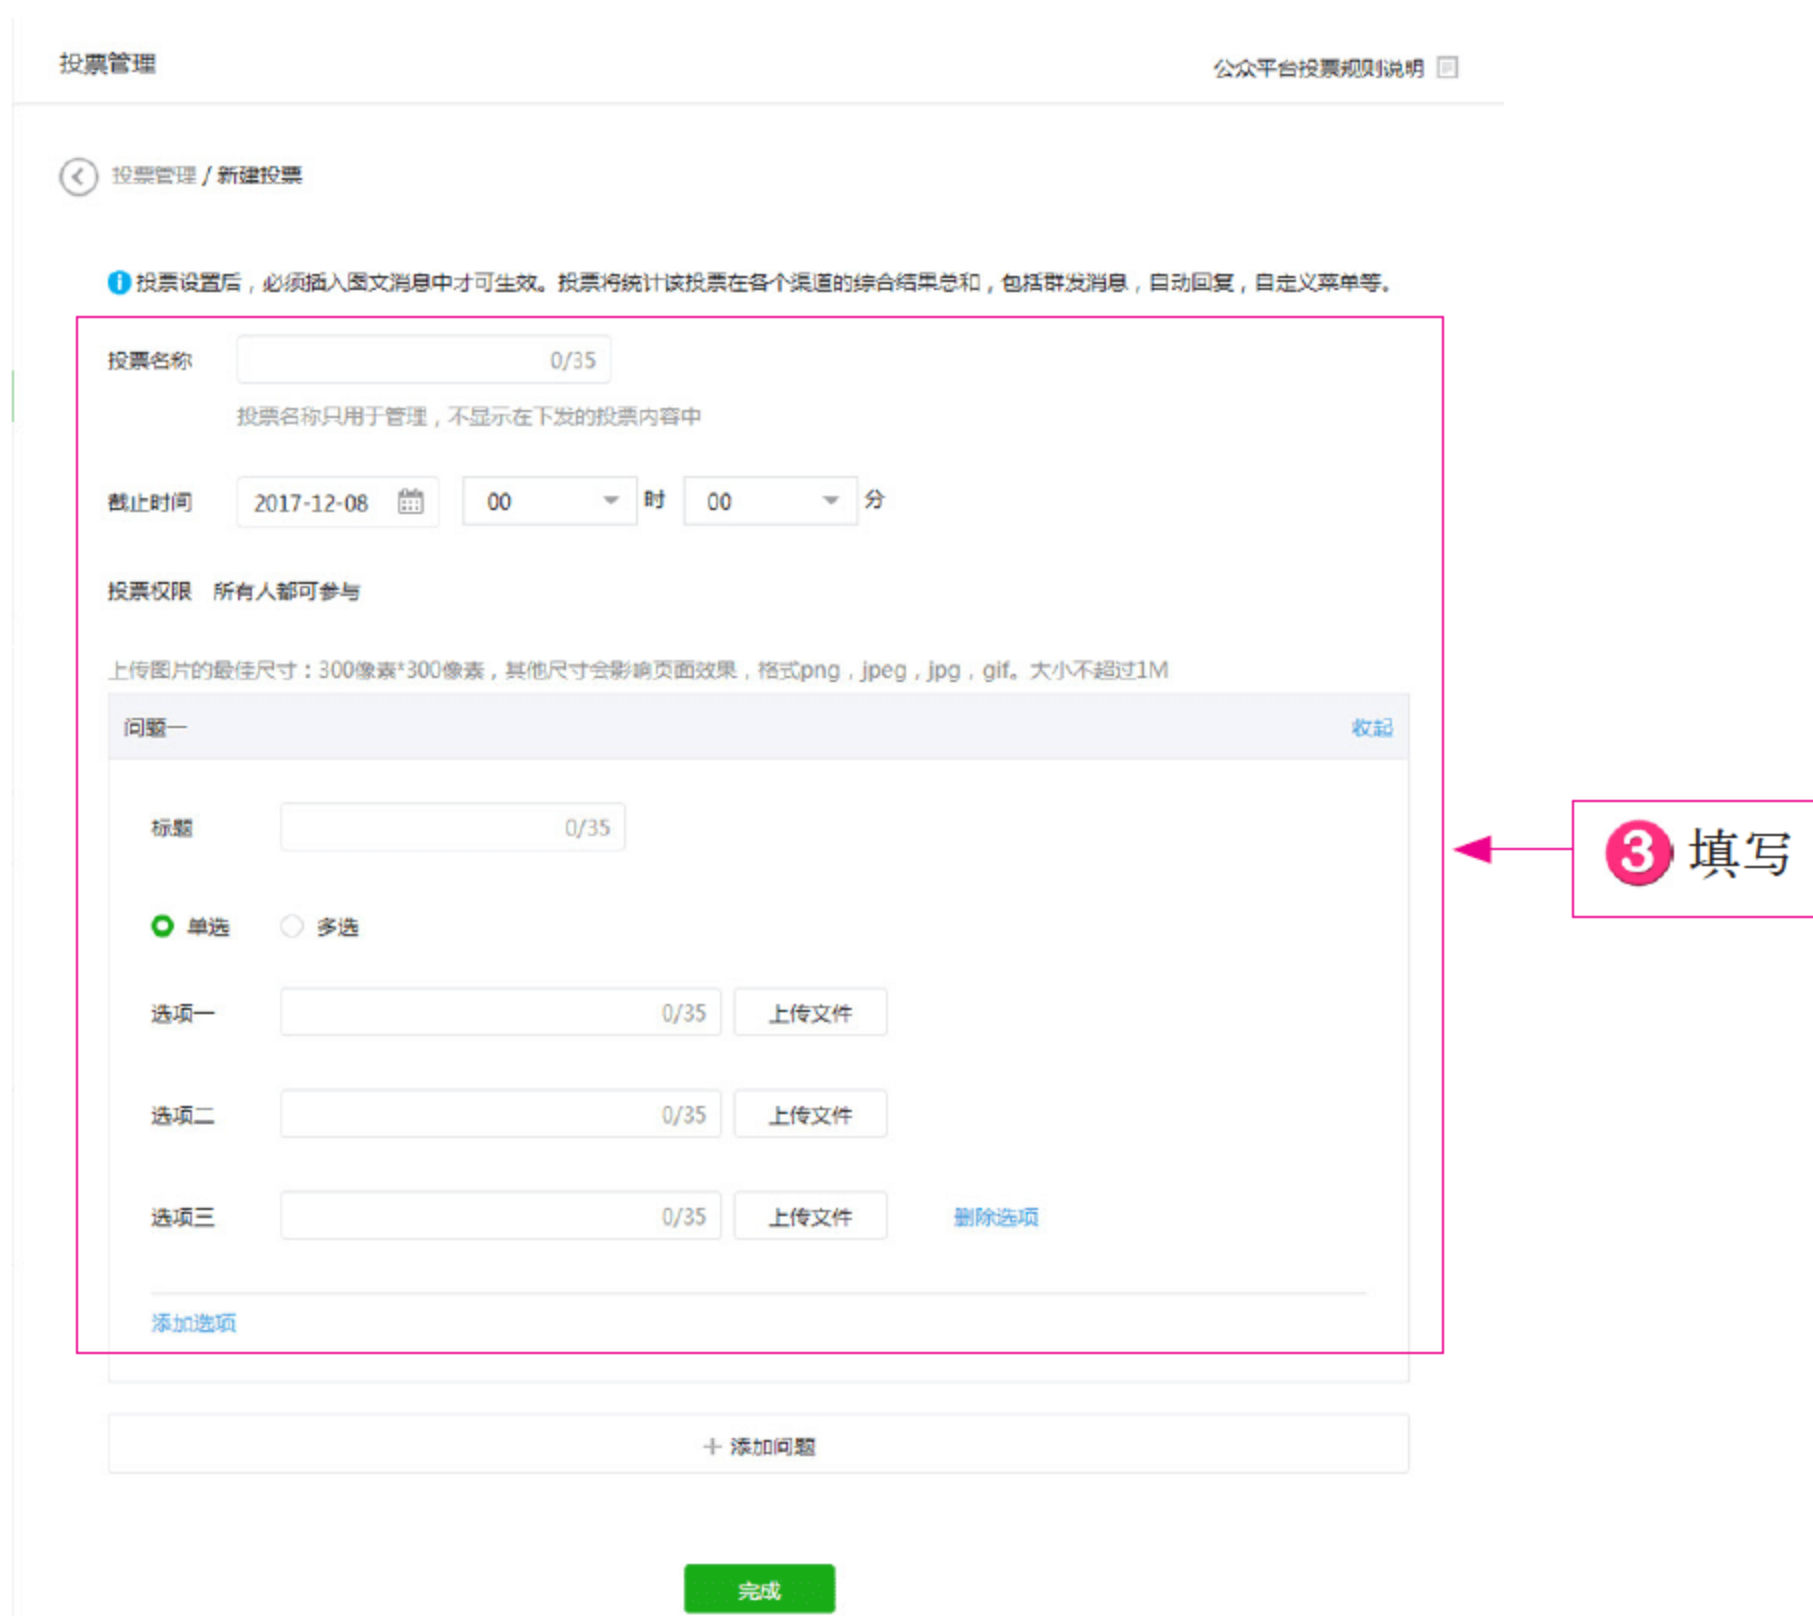 投票管理
公众平台投票规则说明
投票管理 / 新建投票
投票设置后，必须插入图文消息中才可生效。投票将统计该投票在各个渠道的综合结果总和，包括群发消息，自动回复，自定义菜单等。
投票名称 0/35
投票名称只用于管理，不显示在下发的投票内容中
截止时间 2017-12-08 00 时 00 分
投票权限 所有人都可参与
上传图片的最佳尺寸：300像素*300像素，其他尺寸会影响页面效果，格式png，jpeg，jpg，gif。大小不超过1M
问题一 收起
标题 0/35
3 填写
单选 多选
选项一 0/35 上传文件
选项二 0/35 上传文件
选项三 0/35 上传文件 删除选项
添加选项
+ 添加问题
完成